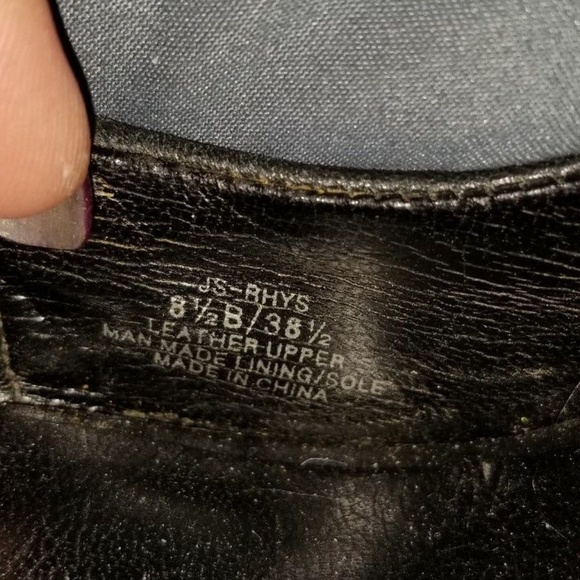 JS-RHYS
8½B/38½
LEATHER UPPER
MAN MADE LINING/SOLE
MADE IN CHINA